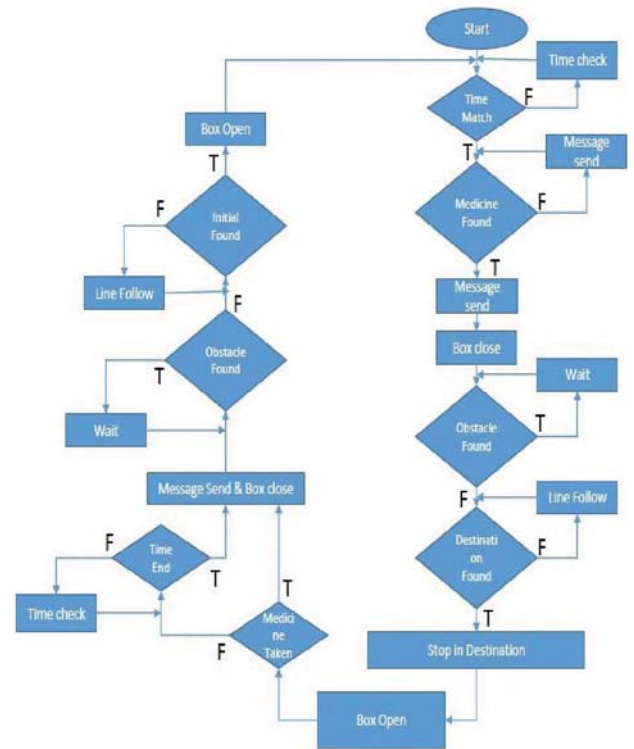 Start
Time check
F
Time
Match
T
Message
send
Medicine
Found
F
T
Message
send
Box close
Wait
Obstacle
Found
T
F
Line Follow
Destinati
on
Found
F
T
Stop in Destination
Box Open
Medici
ne
Taken
T
F
Time
End
F
T
Time check
Message Send & Box close
Wait
Obstacle
Found
T
F
Line Follow
Initial
Found
F
T
Box Open